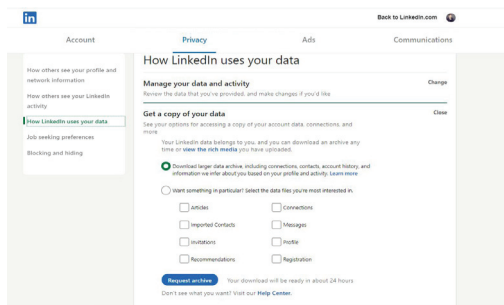 in
Back to LinkedIn.com
Account Privacy Ads Communications
How others see your profile and
network information
How others see your LinkedIn
activity
How LinkedIn uses your data
Job seeking preferences
Blocking and hiding
How LinkedIn uses your data
Manage your data and activity Change
Review the data that you've provided, and make changes if you'd like
Get a copy of your data Close
See your options for accessing a copy of your account data, connections, and
more
Your LinkedIn data belongs to you, and you can download an archive any
time or view the rich media you have uploaded.
Download larger data archive, including connections, contacts, account history, and
information we infer about you based on your profile and activity. Learn more
Want something in particular? Select the data files you're most interested in.
Articles Connections
Imported Contacts Messages
Invitations Profile
Recommendations Registration
Request archive Your download will be ready in about 24 hours
Don't see what you want? Visit our Help Center.